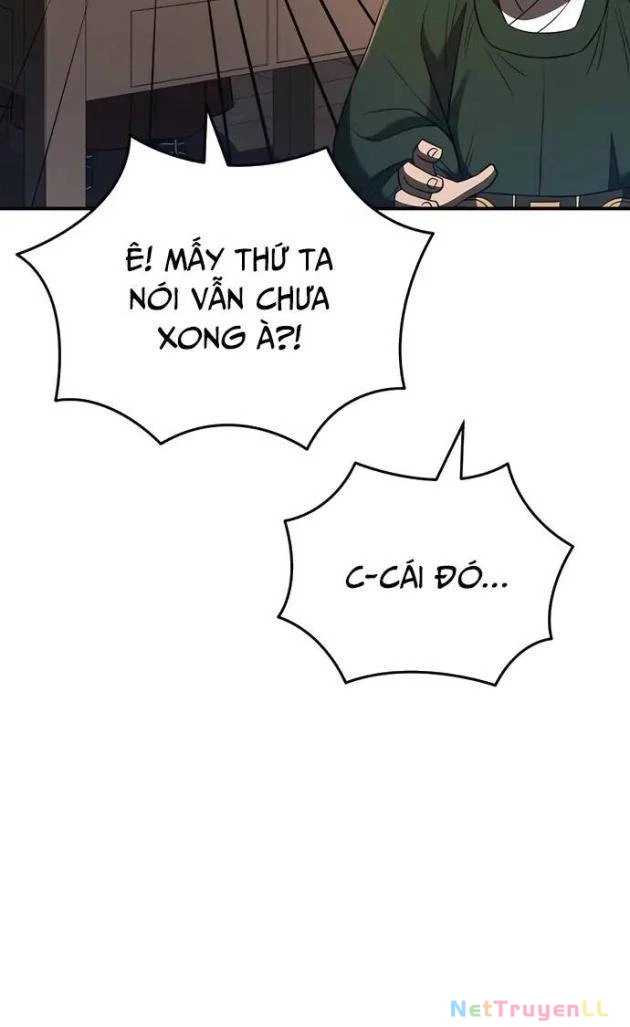 Ê! MẤY THỨ TA
NÓI VẪN CHƯA
XONG À?!
C-CÁI ĐÓ...
NetTruyenLL